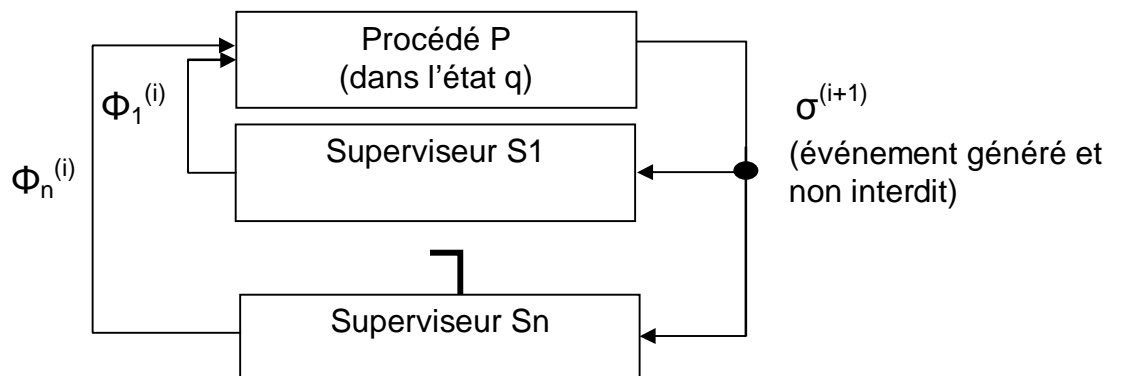 Procédé P
(dans l’état q)
Φ₁⁽ⁱ⁾
σ⁽ⁱ⁺¹⁾
(événement généré et
non interdit)
Superviseur S1
Φₙ⁽ⁱ⁾
Superviseur Sn